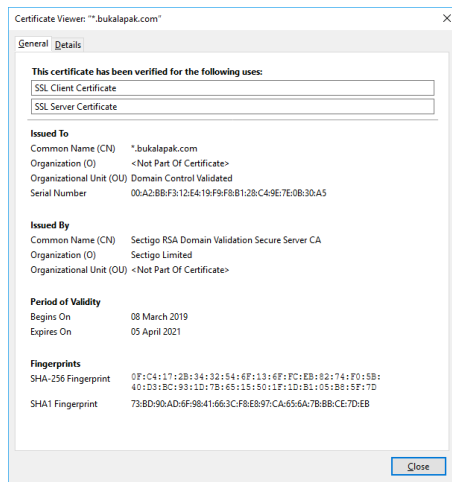 Certificate Viewer: "*.bukalapak.com"
General Details
This certificate has been verified for the following uses:
SSL Client Certificate
SSL Server Certificate
Issued To
Common Name (CN) *.bukalapak.com
Organization (O) <Not Part Of Certificate>
Organizational Unit (OU) Domain Control Validated
Serial Number 00:A2:BB:F3:12:E4:19:F9:F8:B1:28:C4:9E:7E:0B:30:A5
Issued By
Common Name (CN) Sectigo RSA Domain Validation Secure Server CA
Organization (O) Sectigo Limited
Organizational Unit (OU) <Not Part Of Certificate>
Period of Validity
Begins On 08 March 2019
Expires On 05 April 2021
Fingerprints
SHA-256 Fingerprint 0F:C4:17:2B:34:32:54:6F:13:6F:FC:EB:82:74:F0:5B:
40:D3:BC:93:1D:7B:65:15:50:1F:1D:B1:05:B8:5F:7D
SHA1 Fingerprint 73:BD:90:AD:6F:98:41:66:3C:F8:E8:97:CA:65:6A:7B:BB:CE:7D:EB
Close